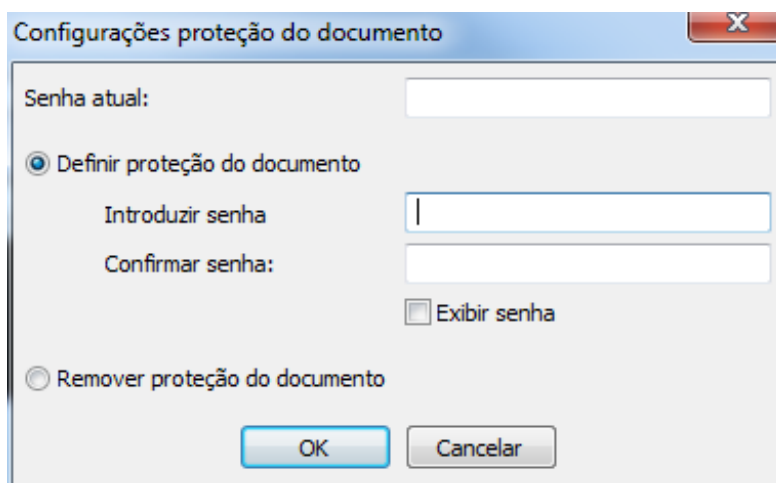 Configurações proteção do documento
Senha atual:
Definir proteção do documento
Introduzir senha
Confirmar senha:
Exibir senha
Remover proteção do documento
OK Cancelar